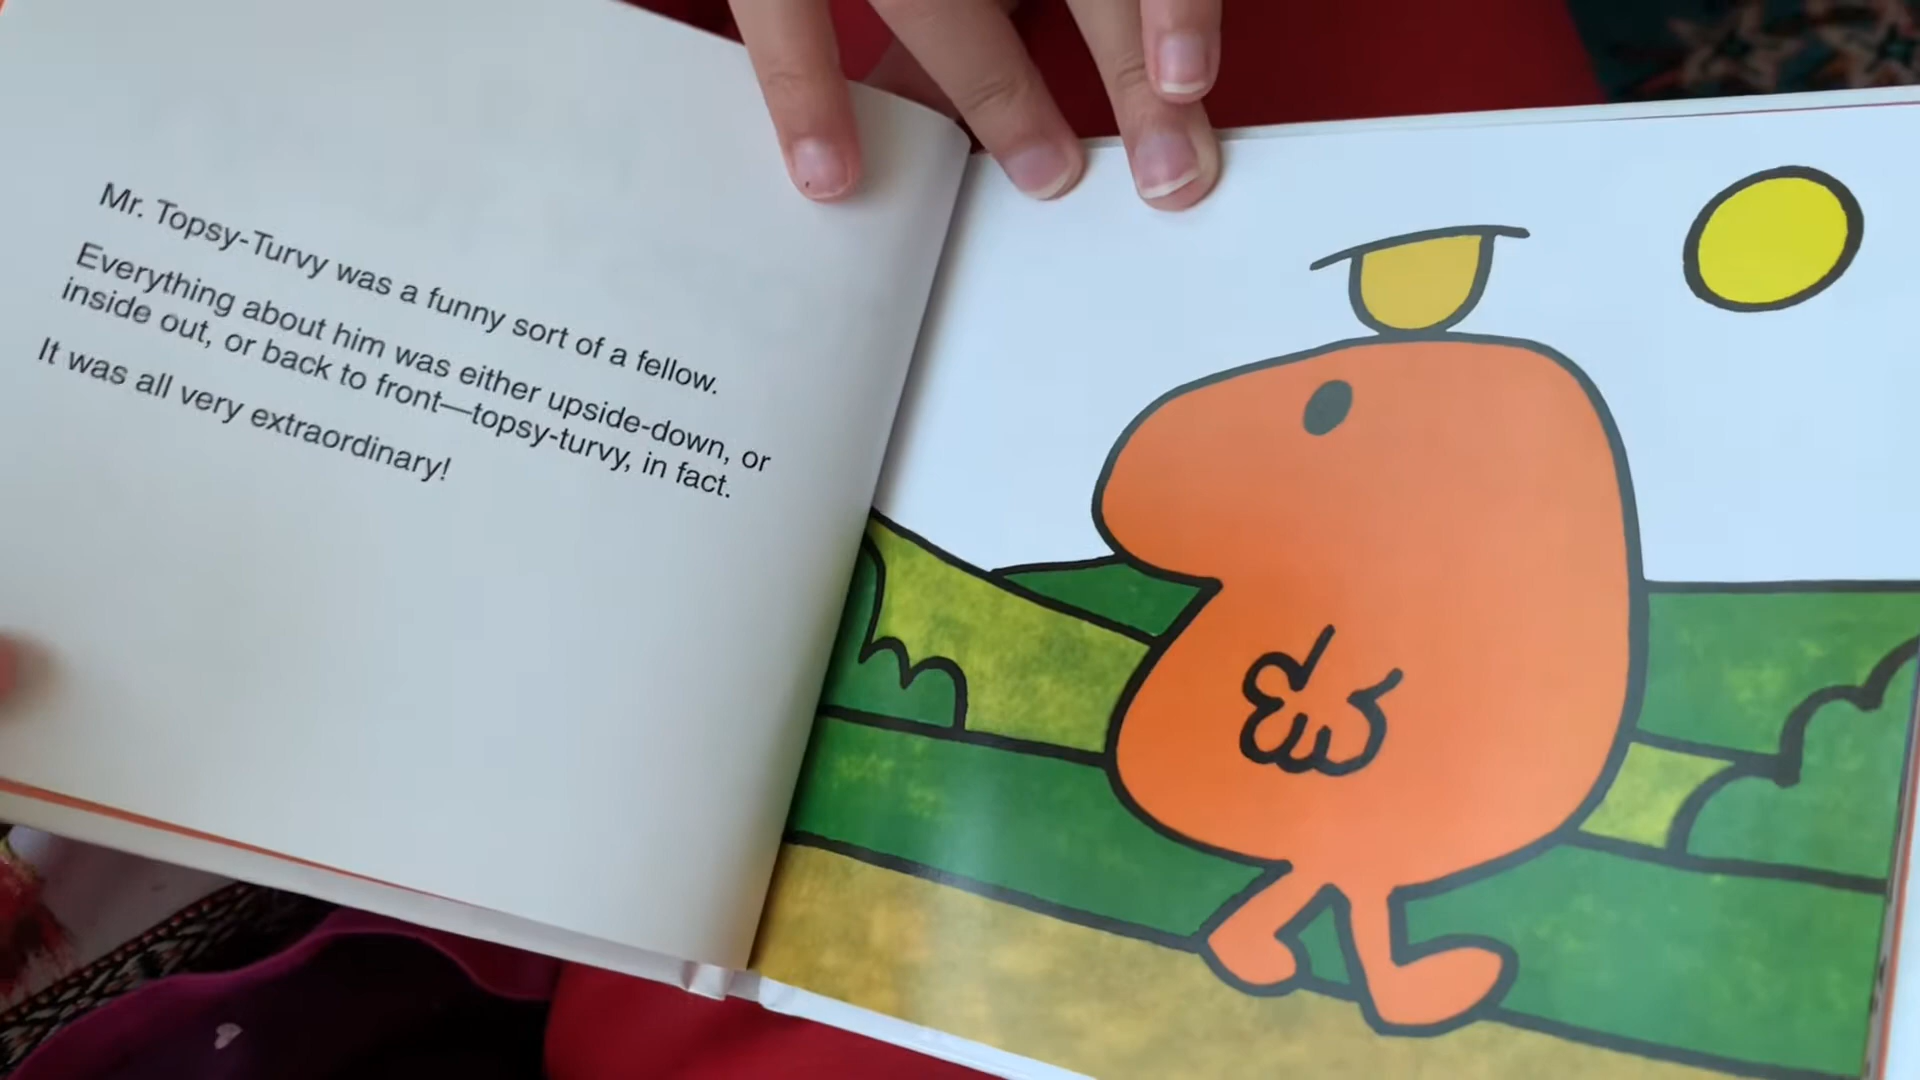 Mr. Topsy-Turvy was a funny sort of a fellow.
Everything about him was either upside-down, or
inside out, or back to front—topsy-turvy, in fact.
It was all very extraordinary!